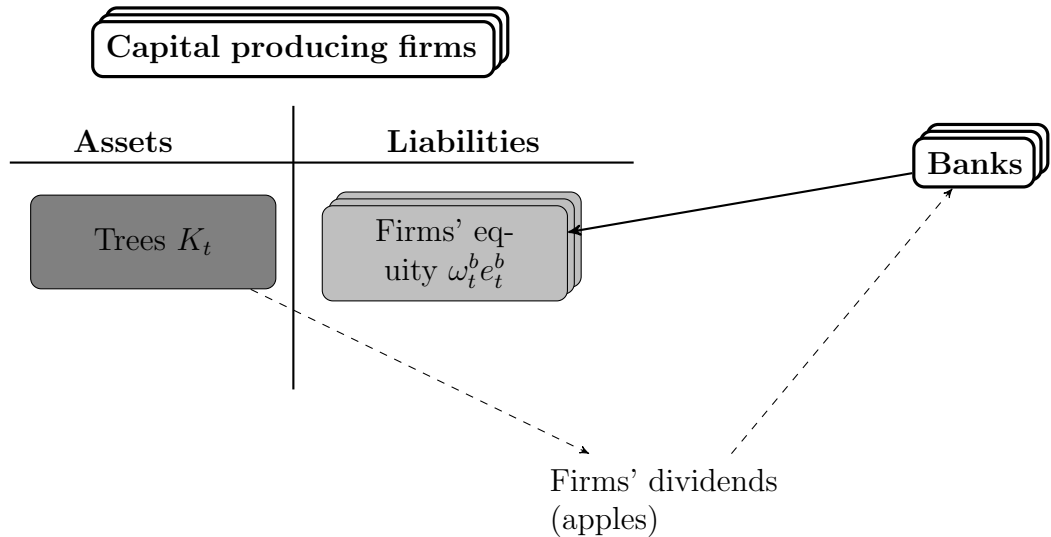 Capital producing firms
Assets
Liabilities
Banks
Trees $K_t$
Firms’ eq-
uity $\omega_t^b e_t^b$
Firms’ dividends
(apples)